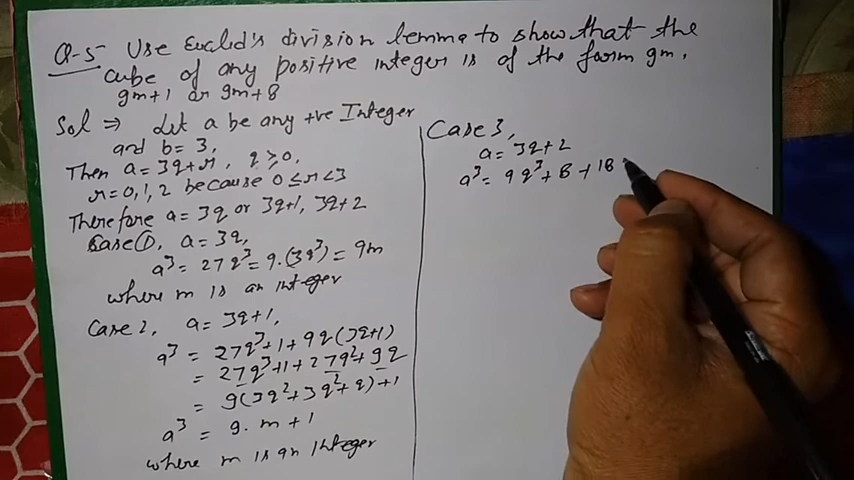 Q-5 Use Euclid's division lemma to show that the
cube of any positive integer is of the form 9m.
9m+1 or 9m+8
Sol ⇒ Let a be any +ve Integer
and b=3,
Then a=3q+r, q≥0,
r=0,1,2 because 0≤r<3
Therefore a=3q or 3q+1, 3q+2
Case①, a=3q,
a³=27q³=9.(3q³)=9m
where m is an integer
Case 2, a=3q+1,
a³ = 27q³+1+9q(3q+1)
= 27q³+1+27q²+9q
= 9(3q²+3q²+q)+1
a³ = 9.m+1
where m is an Integer
Case 3,
a=3q+2
a³= 9q³+8+18